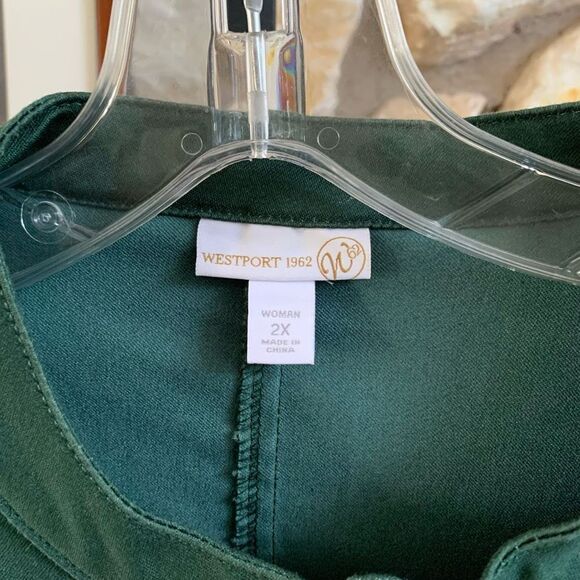 WESTPORT 1962 W62
WOMAN
2X
MADE IN
CHINA